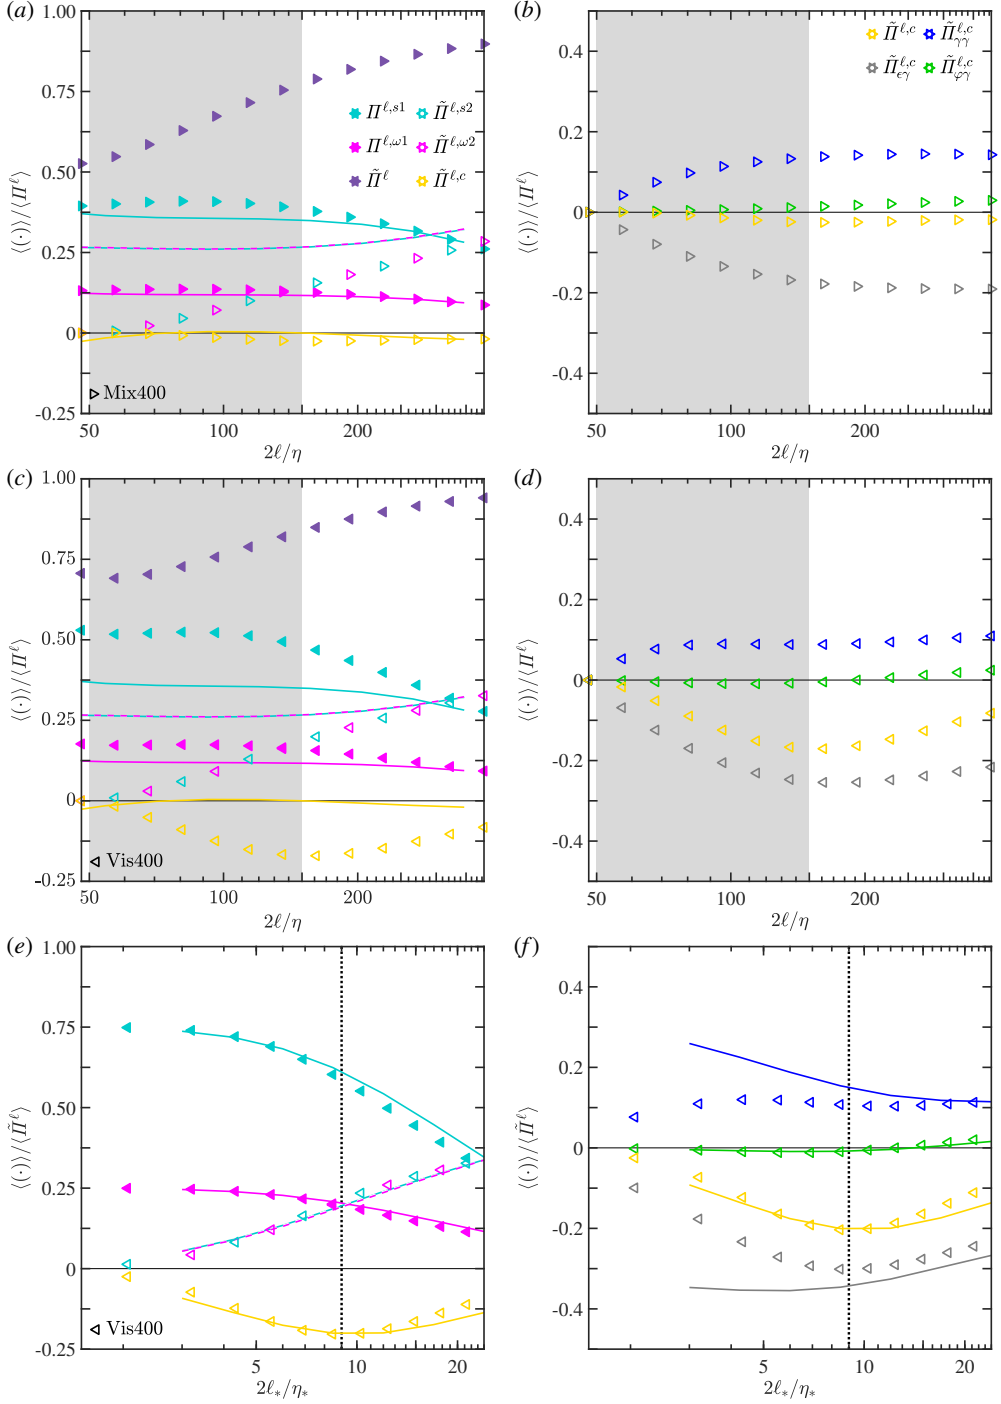 (a)
1.00
0.75
0.50
0.25
0
-0.25
⟨(·)⟩/⟨Π^ℓ⟩
Π^{ℓ,s1} Π̃^{ℓ,s2}
Π^{ℓ,ω1} Π̃^{ℓ,ω2}
Π̃^ℓ Π̃^{ℓ,c}
Mix400
50 100 200
2ℓ/η
(b)
0.4
0.2
0
-0.2
-0.4
⟨(·)⟩/⟨Π^ℓ⟩
Π̃^{ℓ,c} Π̃^{ℓ,c}_{γγ}
Π̃^{ℓ,c}_{ϵγ} Π̃^{ℓ,c}_{φγ}
50 100 200
2ℓ/η
(c)
1.00
0.75
0.50
0.25
0
-0.25
⟨(·)⟩/⟨Π^ℓ⟩
Vis400
50 100 200
2ℓ/η
(d)
0.4
0.2
0
-0.2
-0.4
⟨(·)⟩/⟨Π^ℓ⟩
50 100 200
2ℓ/η
(e)
1.00
0.75
0.50
0.25
0
-0.25
⟨(·)⟩/⟨Π̃^ℓ⟩
Vis400
5 10 20
2ℓ_*/η_*
(f)
0.4
0.2
0
-0.2
-0.4
⟨(·)⟩/⟨Π̃^ℓ⟩
5 10 20
2ℓ_*/η_*